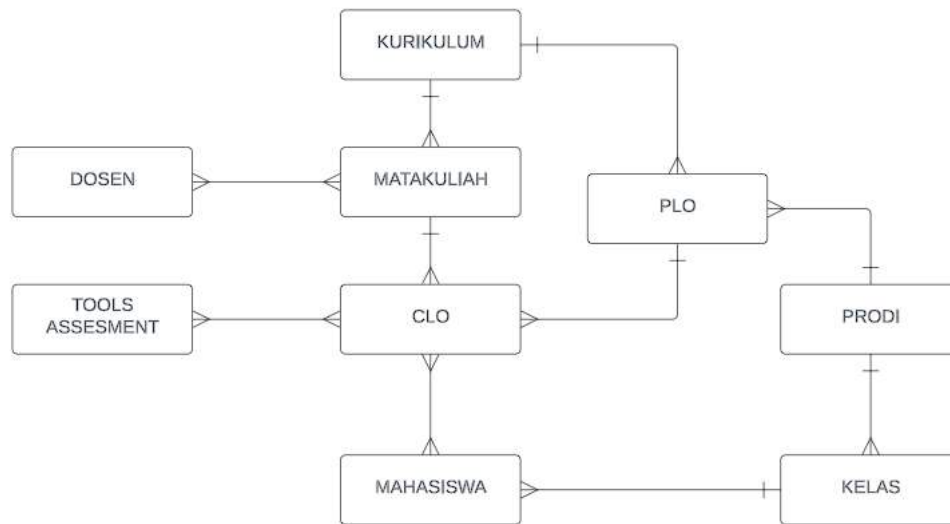 KURIKULUM
DOSEN
MATAKULIAH
PLO
TOOLS
ASSESMENT
CLO
PRODI
MAHASISWA
KELAS